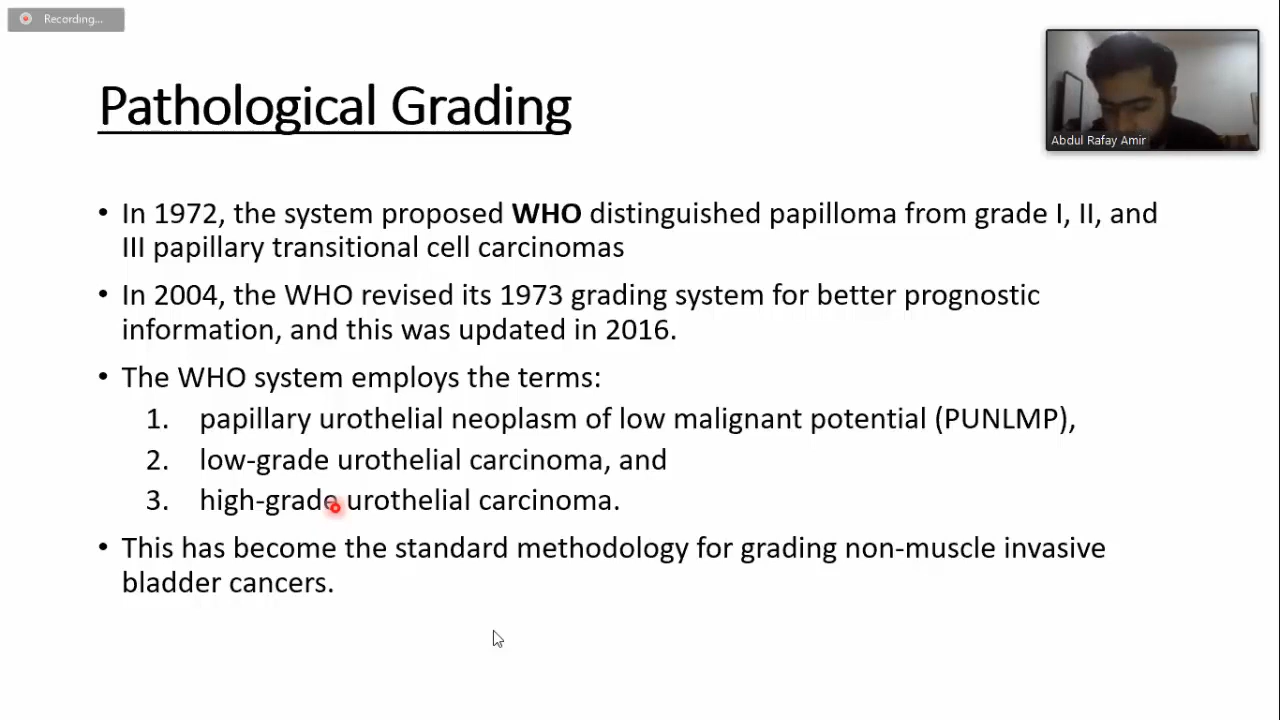 Recording...
Pathological Grading
Abdul Rafay Amir
• In 1972, the system proposed WHO distinguished papilloma from grade I, II, and
III papillary transitional cell carcinomas
• In 2004, the WHO revised its 1973 grading system for better prognostic
information, and this was updated in 2016.
• The WHO system employs the terms:
1. papillary urothelial neoplasm of low malignant potential (PUNLMP),
2. low-grade urothelial carcinoma, and
3. high-grade urothelial carcinoma.
• This has become the standard methodology for grading non-muscle invasive
bladder cancers.